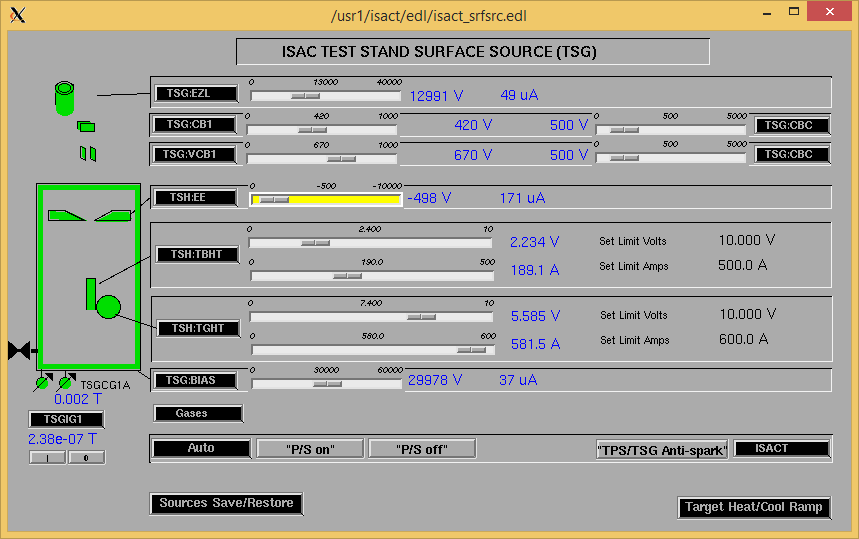 /usr1/isact/edl/isact_srfsrc.edl
ISAC TEST STAND SURFACE SOURCE (TSG)
0 13000 40000
TSG:EZL 12991 V 49 uA
0 420 1000 0 500 5000
TSG:CB1 420 V 500 V TSG:CBC
0 670 1000 0 500 5000
TSG:VCB1 670 V 500 V TSG:CBC
0 -500 -10000
TSH:EE -498 V 171 uA
0 2.400 10
2.234 V Set Limit Volts 10.000 V
TSH:TBHT
0 190.0 500
189.1 A Set Limit Amps 500.0 A
0 7.400 10
5.585 V Set Limit Volts 10.000 V
TSH:TGHT
0 580.0 600
581.5 A Set Limit Amps 600.0 A
0 30000 60000
TSG:BIAS 29978 V 37 uA
TSGCG1A
0.002 T
TSGIG1
2.38e-07 T
I 0
Gases
Auto "P/S on" "P/S off" "TPS/TSG Anti-spark" ISACT
Sources Save/Restore Target Heat/Cool Ramp